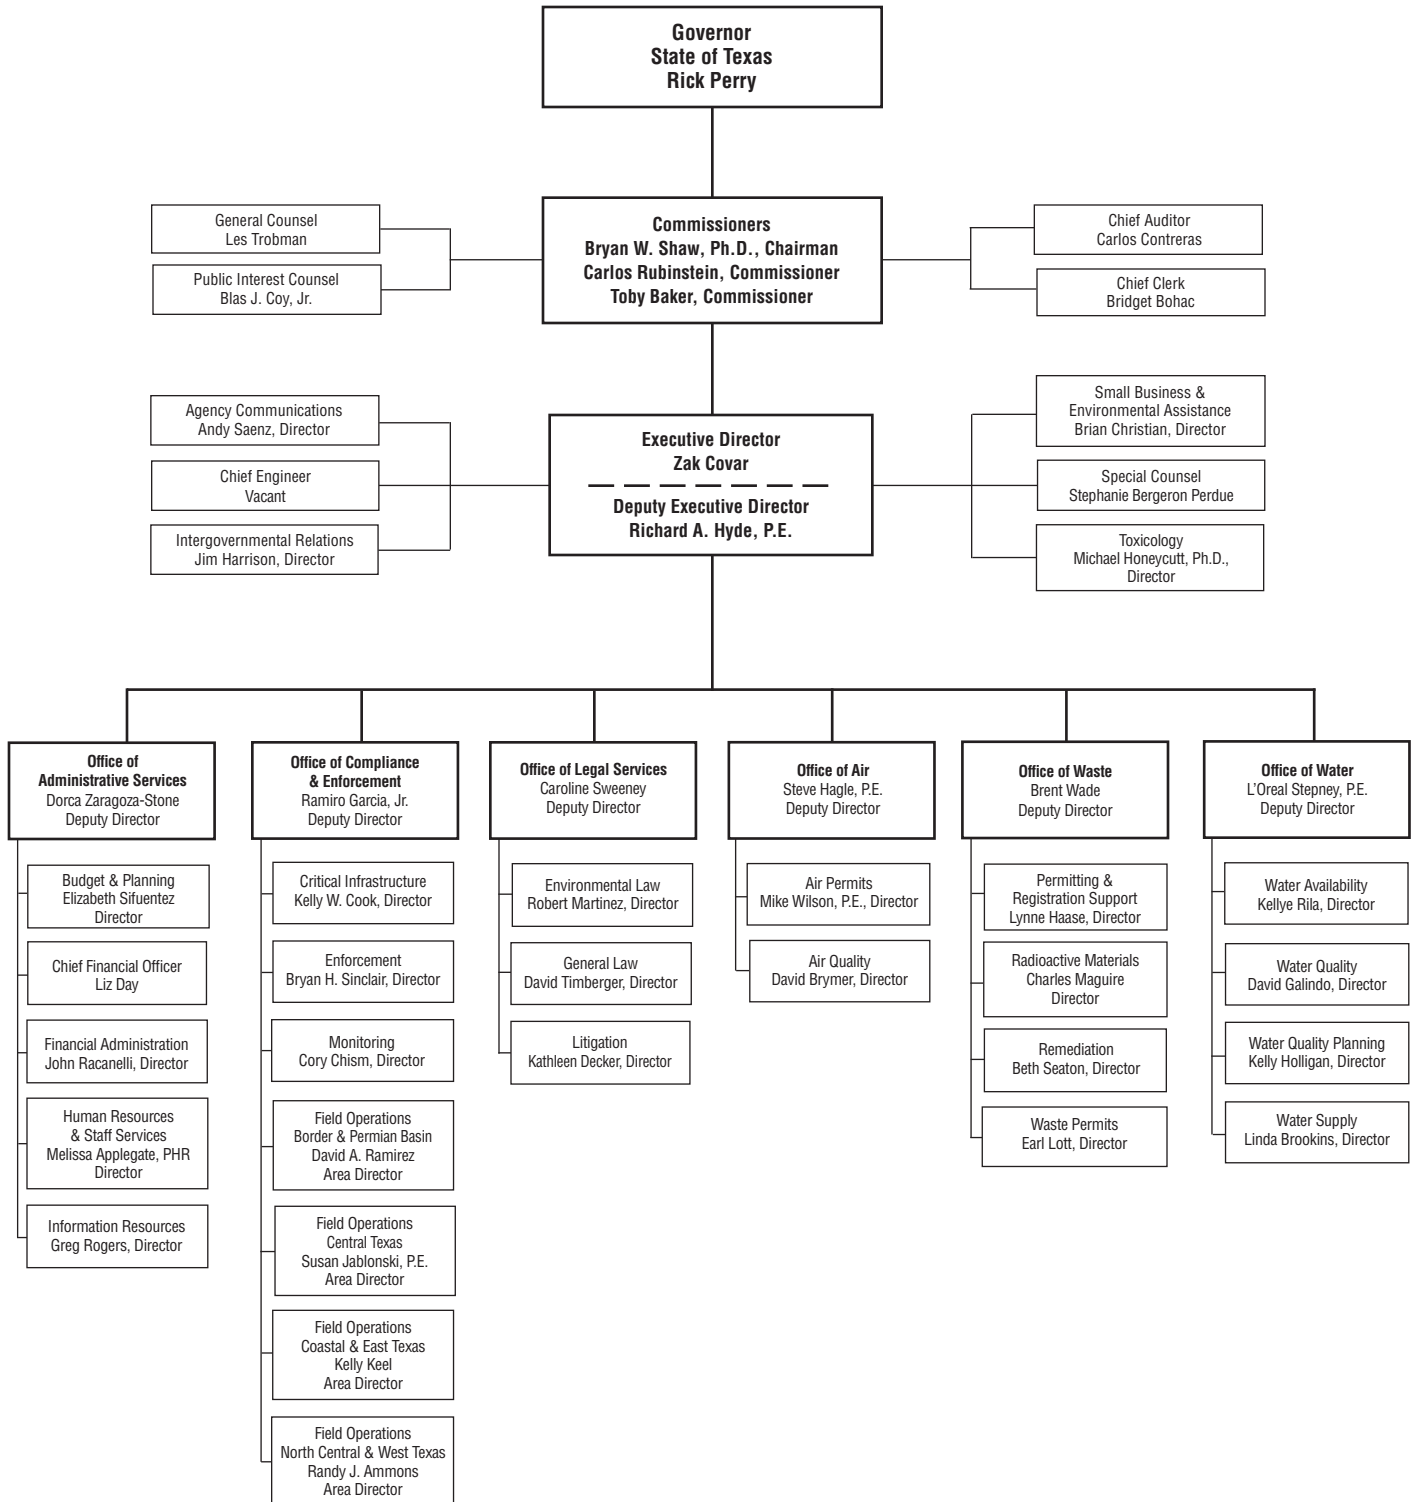 Governor
State of Texas
Rick Perry
General Counsel
Les Trobman
Public Interest Counsel
Blas J. Coy, Jr.
Commissioners
Bryan W. Shaw, Ph.D., Chairman
Carlos Rubinstein, Commissioner
Toby Baker, Commissioner
Chief Auditor
Carlos Contreras
Chief Clerk
Bridget Bohac
Agency Communications
Andy Saenz, Director
Chief Engineer
Vacant
Intergovernmental Relations
Jim Harrison, Director
Executive Director
Zak Covar
Deputy Executive Director
Richard A. Hyde, P.E.
Small Business &
Environmental Assistance
Brian Christian, Director
Special Counsel
Stephanie Bergeron Perdue
Toxicology
Michael Honeycutt, Ph.D.,
Director
Office of
Administrative Services
Dorca Zaragoza-Stone
Deputy Director
Budget & Planning
Elizabeth Sifuentez
Director
Chief Financial Officer
Liz Day
Financial Administration
John Racanelli, Director
Human Resources
& Staff Services
Melissa Applegate, PHR
Director
Information Resources
Greg Rogers, Director
Office of Compliance
& Enforcement
Ramiro Garcia, Jr.
Deputy Director
Critical Infrastructure
Kelly W. Cook, Director
Enforcement
Bryan H. Sinclair, Director
Monitoring
Cory Chism, Director
Field Operations
Border & Permian Basin
David A. Ramirez
Area Director
Field Operations
Central Texas
Susan Jablonski, P.E.
Area Director
Field Operations
Coastal & East Texas
Kelly Keel
Area Director
Field Operations
North Central & West Texas
Randy J. Ammons
Area Director
Office of Legal Services
Caroline Sweeney
Deputy Director
Environmental Law
Robert Martinez, Director
General Law
David Timberger, Director
Litigation
Kathleen Decker, Director
Office of Air
Steve Hagle, P.E.
Deputy Director
Air Permits
Mike Wilson, P.E., Director
Air Quality
David Brymer, Director
Office of Waste
Brent Wade
Deputy Director
Permitting &
Registration Support
Lynne Haase, Director
Radioactive Materials
Charles Maguire
Director
Remediation
Beth Seaton, Director
Waste Permits
Earl Lott, Director
Office of Water
L’Oreal Stepney, P.E.
Deputy Director
Water Availability
Kellye Rila, Director
Water Quality
David Galindo, Director
Water Quality Planning
Kelly Holligan, Director
Water Supply
Linda Brookins, Director